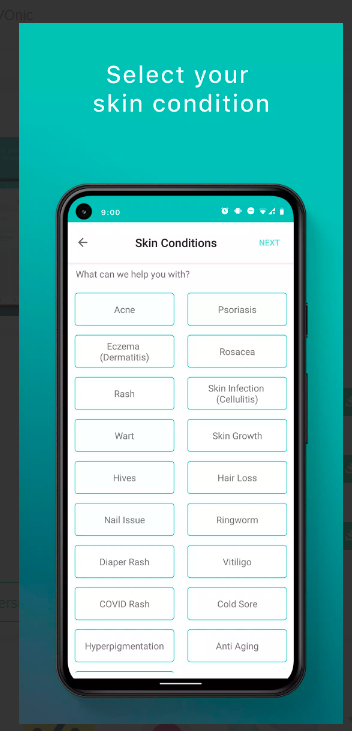 Select your
skin condition
9:00
Skin Conditions
NEXT
What can we help you with?
Acne
Psoriasis
Eczema
(Dermatitis)
Rosacea
Rash
Skin Infection
(Cellulitis)
Wart
Skin Growth
Hives
Hair Loss
Nail Issue
Ringworm
Diaper Rash
Vitiligo
COVID Rash
Cold Sore
Hyperpigmentation
Anti Aging